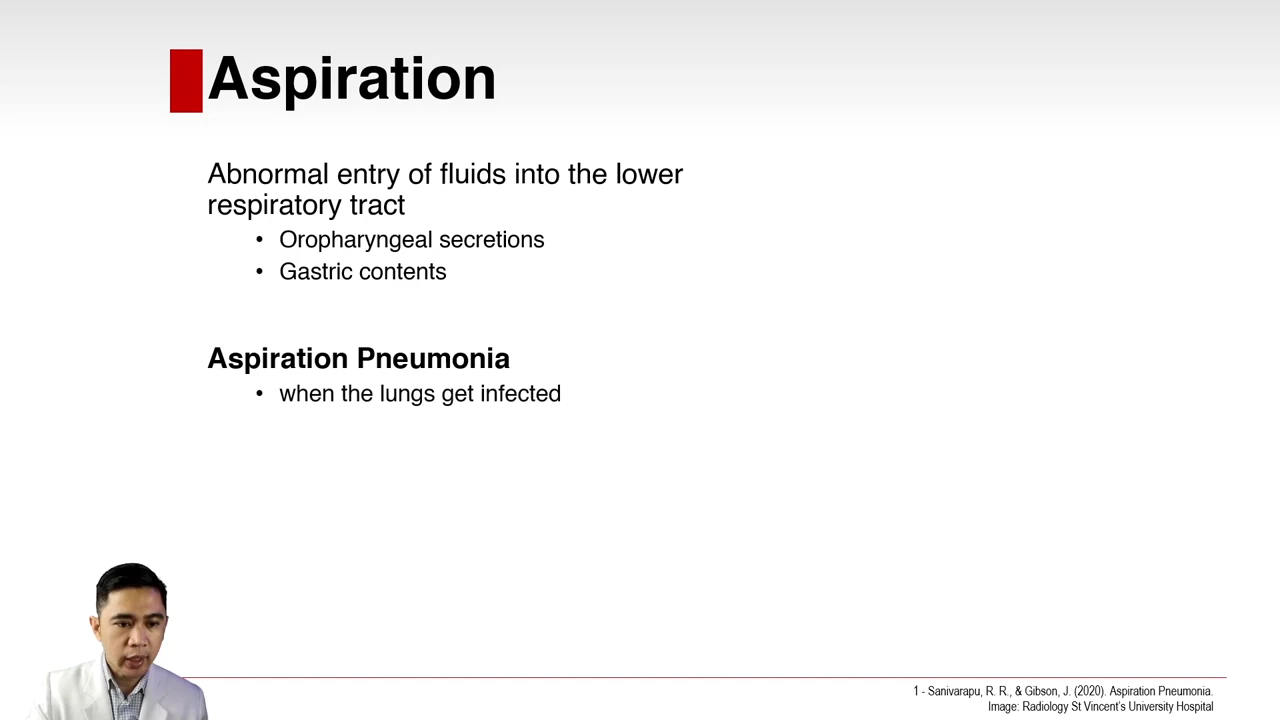 Aspiration
Abnormal entry of fluids into the lower
respiratory tract
• Oropharyngeal secretions
• Gastric contents
Aspiration Pneumonia
• when the lungs get infected
1 - Sanivarapu, R. R., & Gibson, J. (2020). Aspiration Pneumonia.
Image: Radiology St Vincent's University Hospital